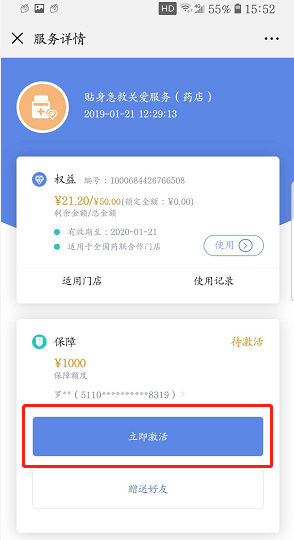 HD 4G 55% 15:52
服务详情
贴身急救关爱服务（药店）
2019-01-21 12:29:13
权益 编号：1000684426766508
¥21.20/¥50.00(锁定金额：¥0.00)
剩余金额/总金额
有效期至：2020-01-21
适用于全国药联合作门店
使用
适用门店 使用记录
保障 待激活
¥1000
保障额度
罗**（5110**********8319）
立即激活
赠送好友